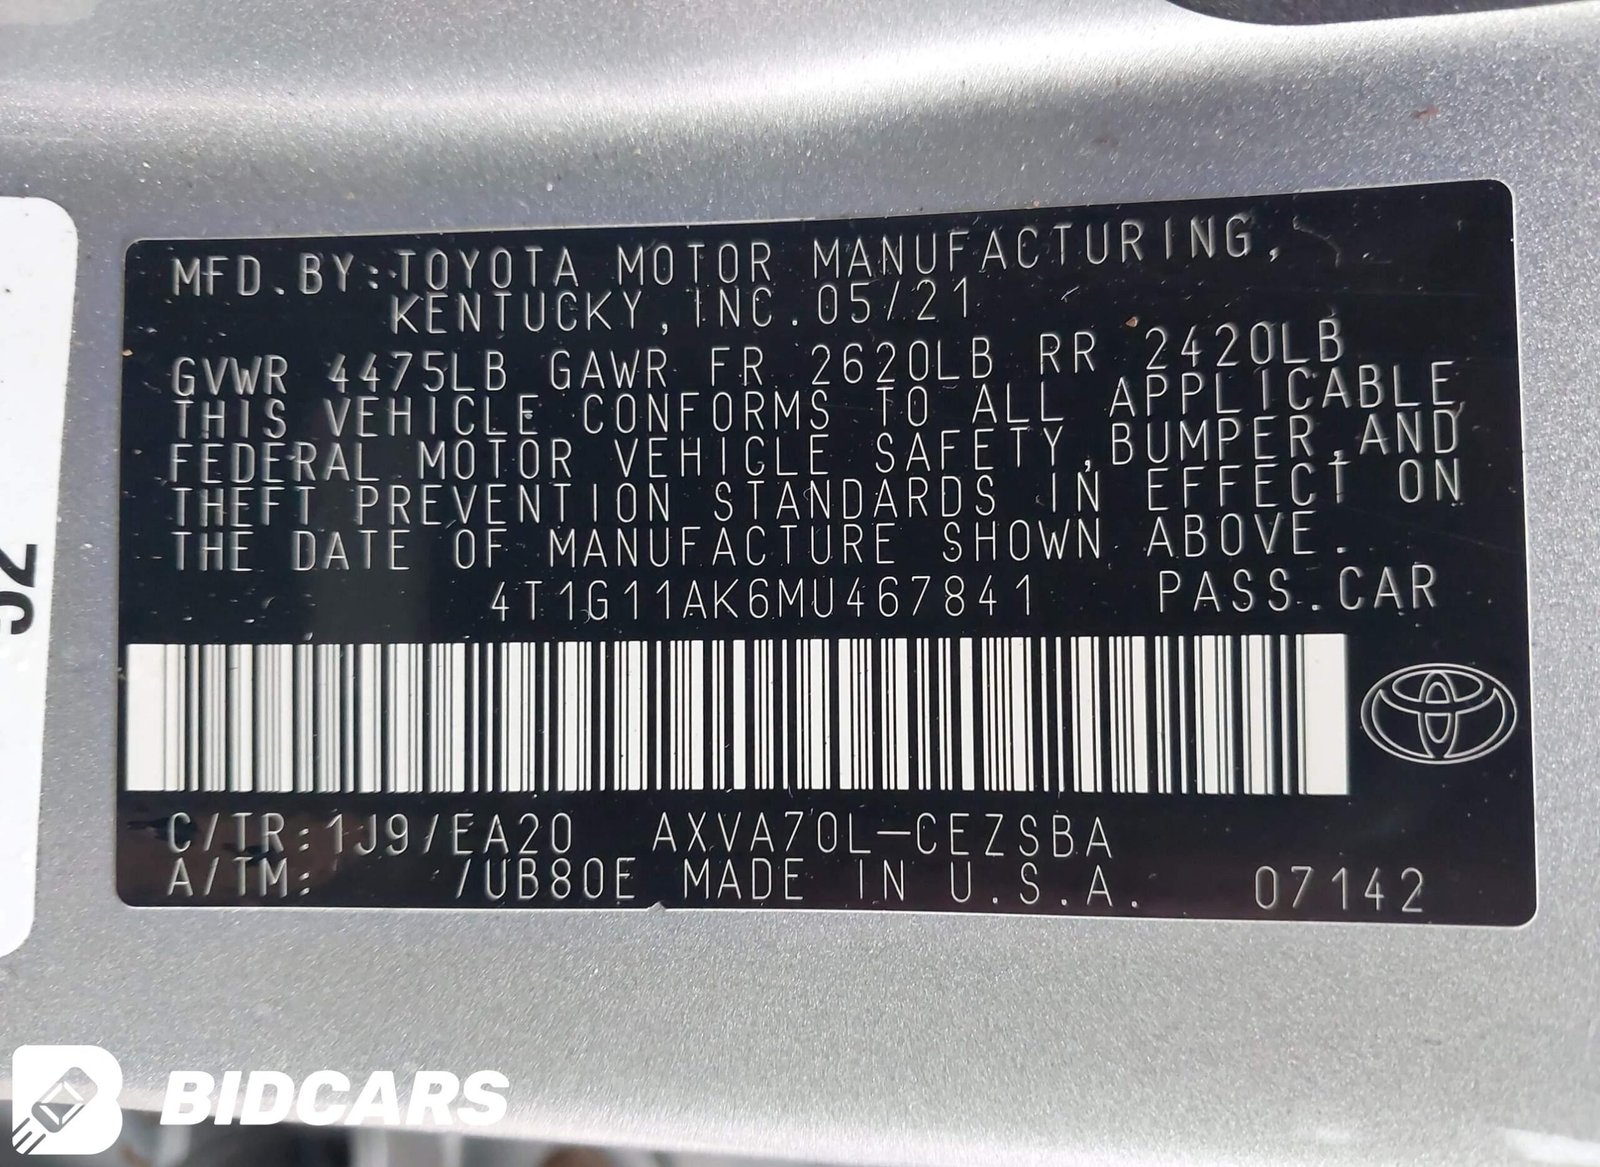 MFD.BY:TOYOTA MOTOR MANUFACTURING,
KENTUCKY,INC.05/21
GVWR 4475LB GAWR FR 2620LB RR 2420LB
THIS VEHICLE CONFORMS TO ALL APPLICABLE
FEDERAL MOTOR VEHICLE SAFETY,BUMPER,AND
THEFT PREVENTION STANDARDS IN EFFECT ON
THE DATE OF MANUFACTURE SHOWN ABOVE.
4T1G11AK6MU467841 PASS.CAR
C/TR:1J9/EA20 AXVA70L-CEZSBA
A/TM: /UB80E MADE IN U.S.A. 07142
BIDCARS